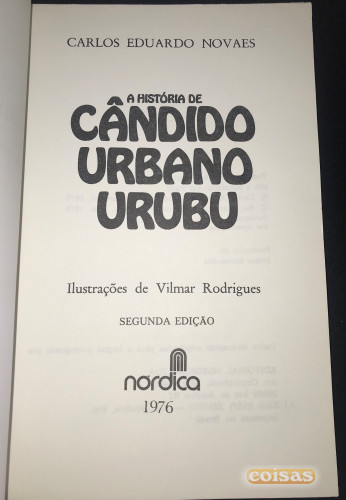 CARLOS EDUARDO NOVAES
A HISTÓRIA DE
CÂNDIDO
URBANO
URUBU
Ilustrações de Vilmar Rodrigues
SEGUNDA EDIÇÃO
nórdica
1976
coisas